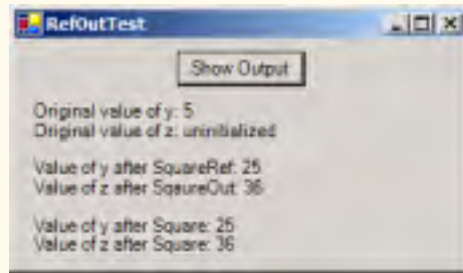 RefOutTest
Show Output
Original value of y: 5
Original value of z: uninitialized
Value of y after SquareRef: 25
Value of z after SqaureOut: 36
Value of y after Square: 25
Value of z after Square: 36